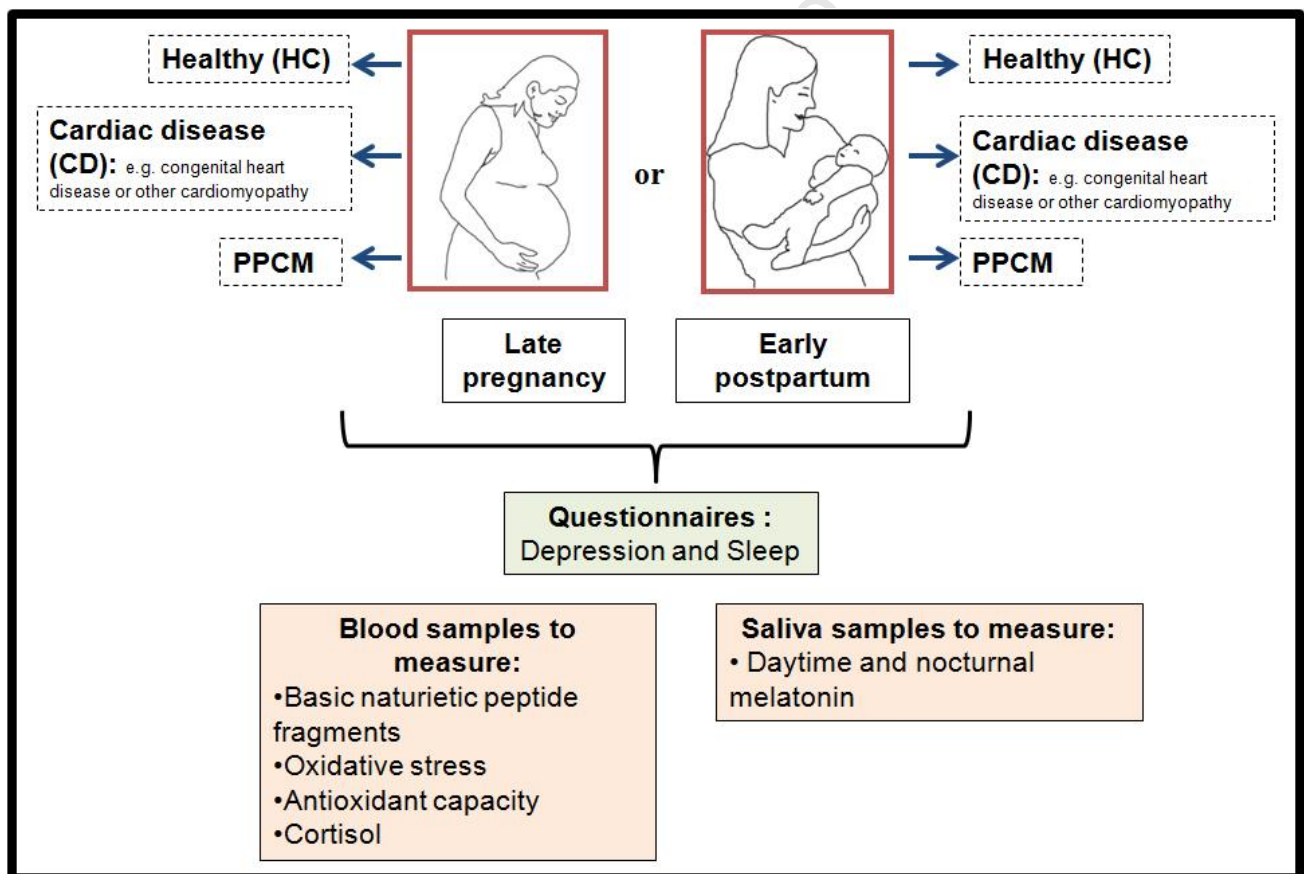 Healthy (HC)
Cardiac disease
(CD): e.g. congenital heart
disease or other cardiomyopathy
PPCM
or
Healthy (HC)
Cardiac disease
(CD): e.g. congenital heart
disease or other cardiomyopathy
PPCM
Late
pregnancy
Early
postpartum
Questionnaires :
Depression and Sleep
Blood samples to
measure:
•Basic naturietic peptide
fragments
•Oxidative stress
•Antioxidant capacity
•Cortisol
Saliva samples to measure:
• Daytime and nocturnal
melatonin